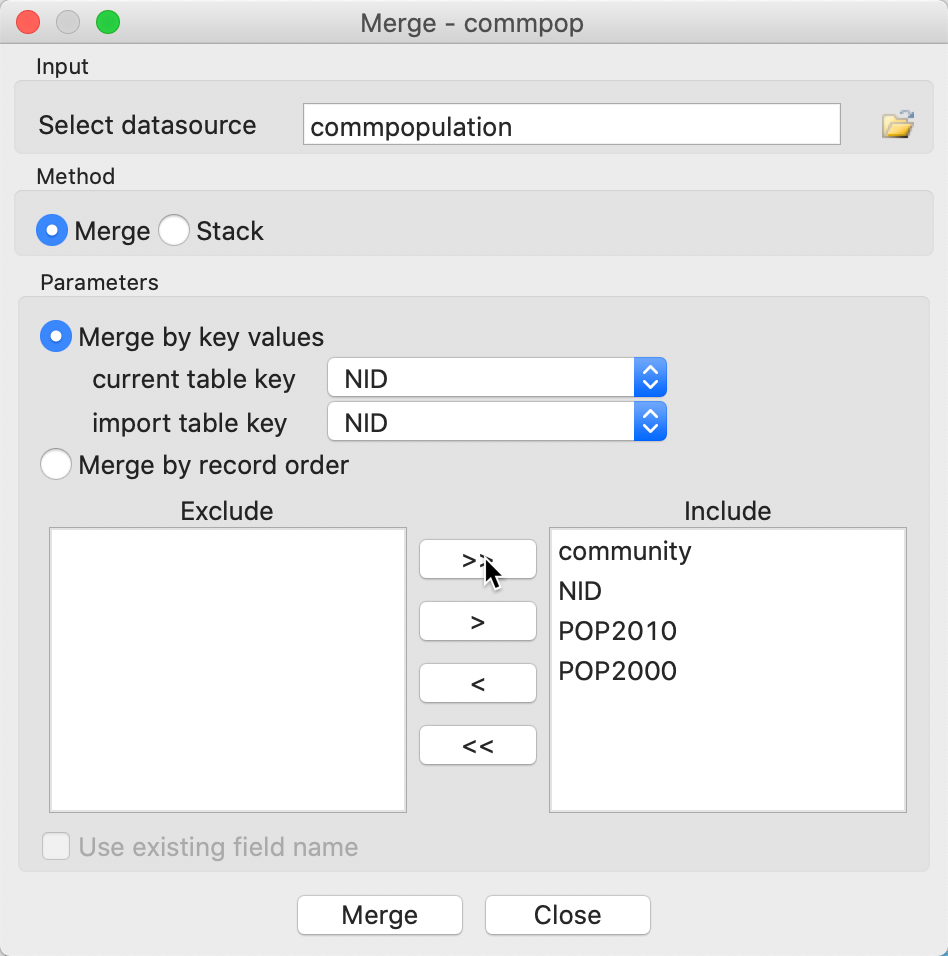 Merge - commpop
Input
Select datasource commpopulation
Method
Merge Stack
Parameters
Merge by key values
current table key NID
import table key NID
Merge by record order
Exclude Include
community
NID
POP2010
POP2000
>>
>
<
<<
Use existing field name
Merge Close